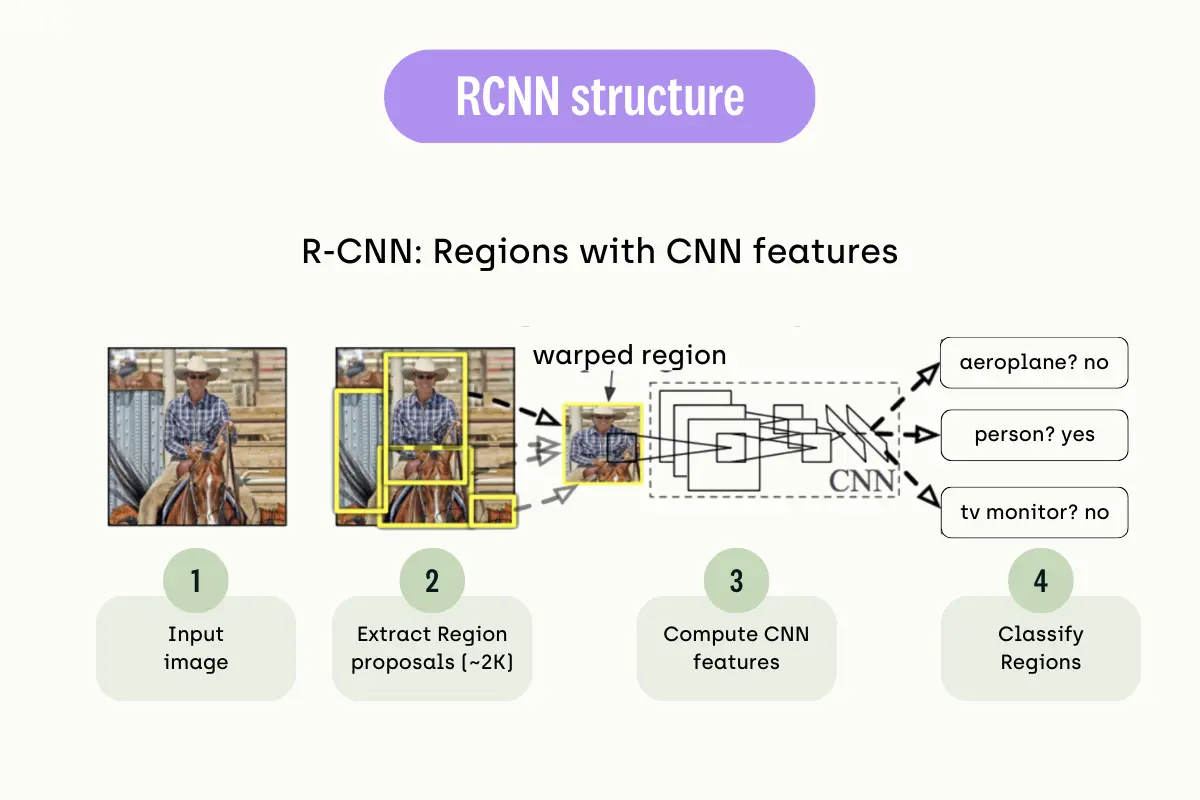 RCNN structure
R-CNN: Regions with CNN features
warped region
aeroplane? no
person? yes
CNN
tv monitor? no
1
Input
image
2
Extract Region
proposals (~2K)
3
Compute CNN
features
4
Classify
Regions